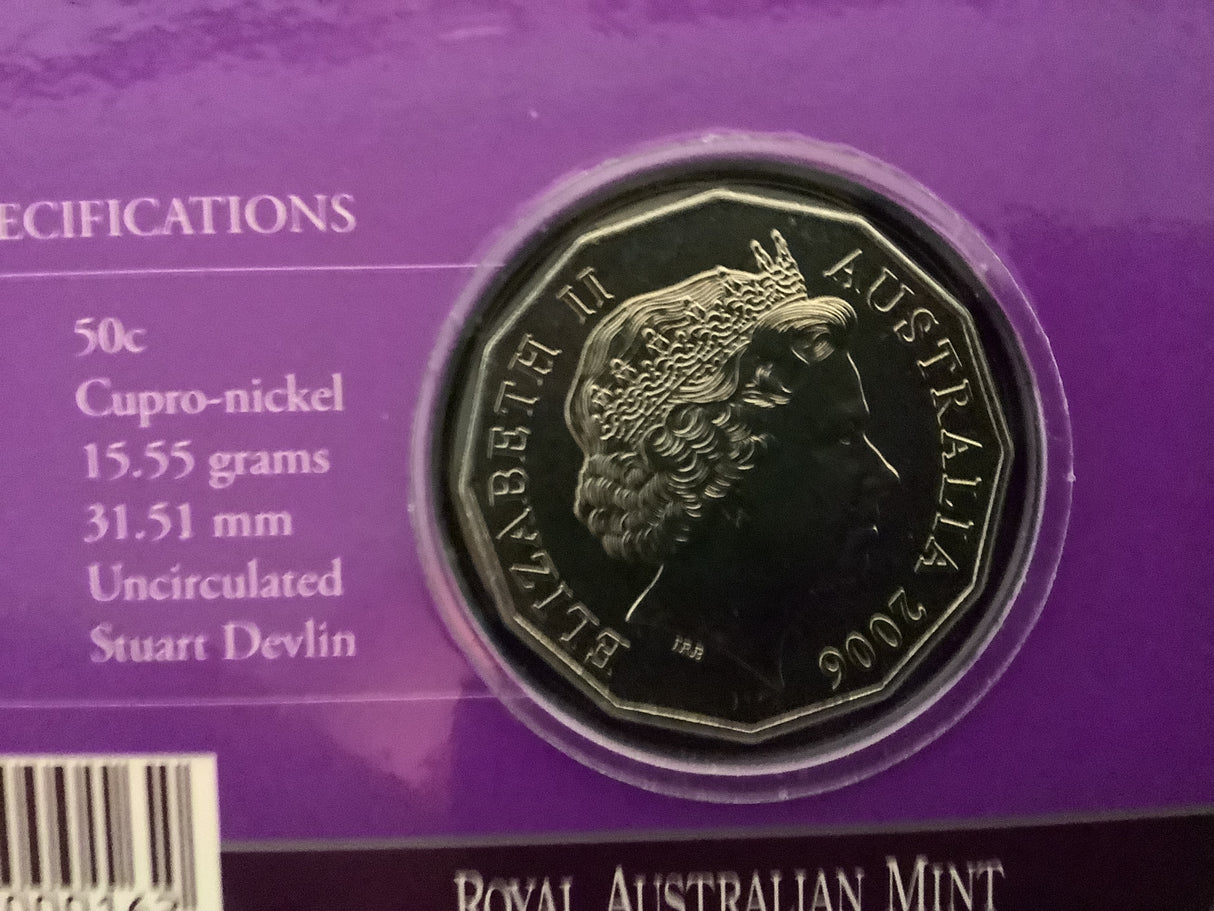 ECIFICATIONS
50c
Cupro-nickel
15.55 grams
31.51 mm
Uncirculated
Stuart Devlin
ELIZABETH II
AUSTRALIA 2006
IRB
ROYAL AUSTRALIAN MINT